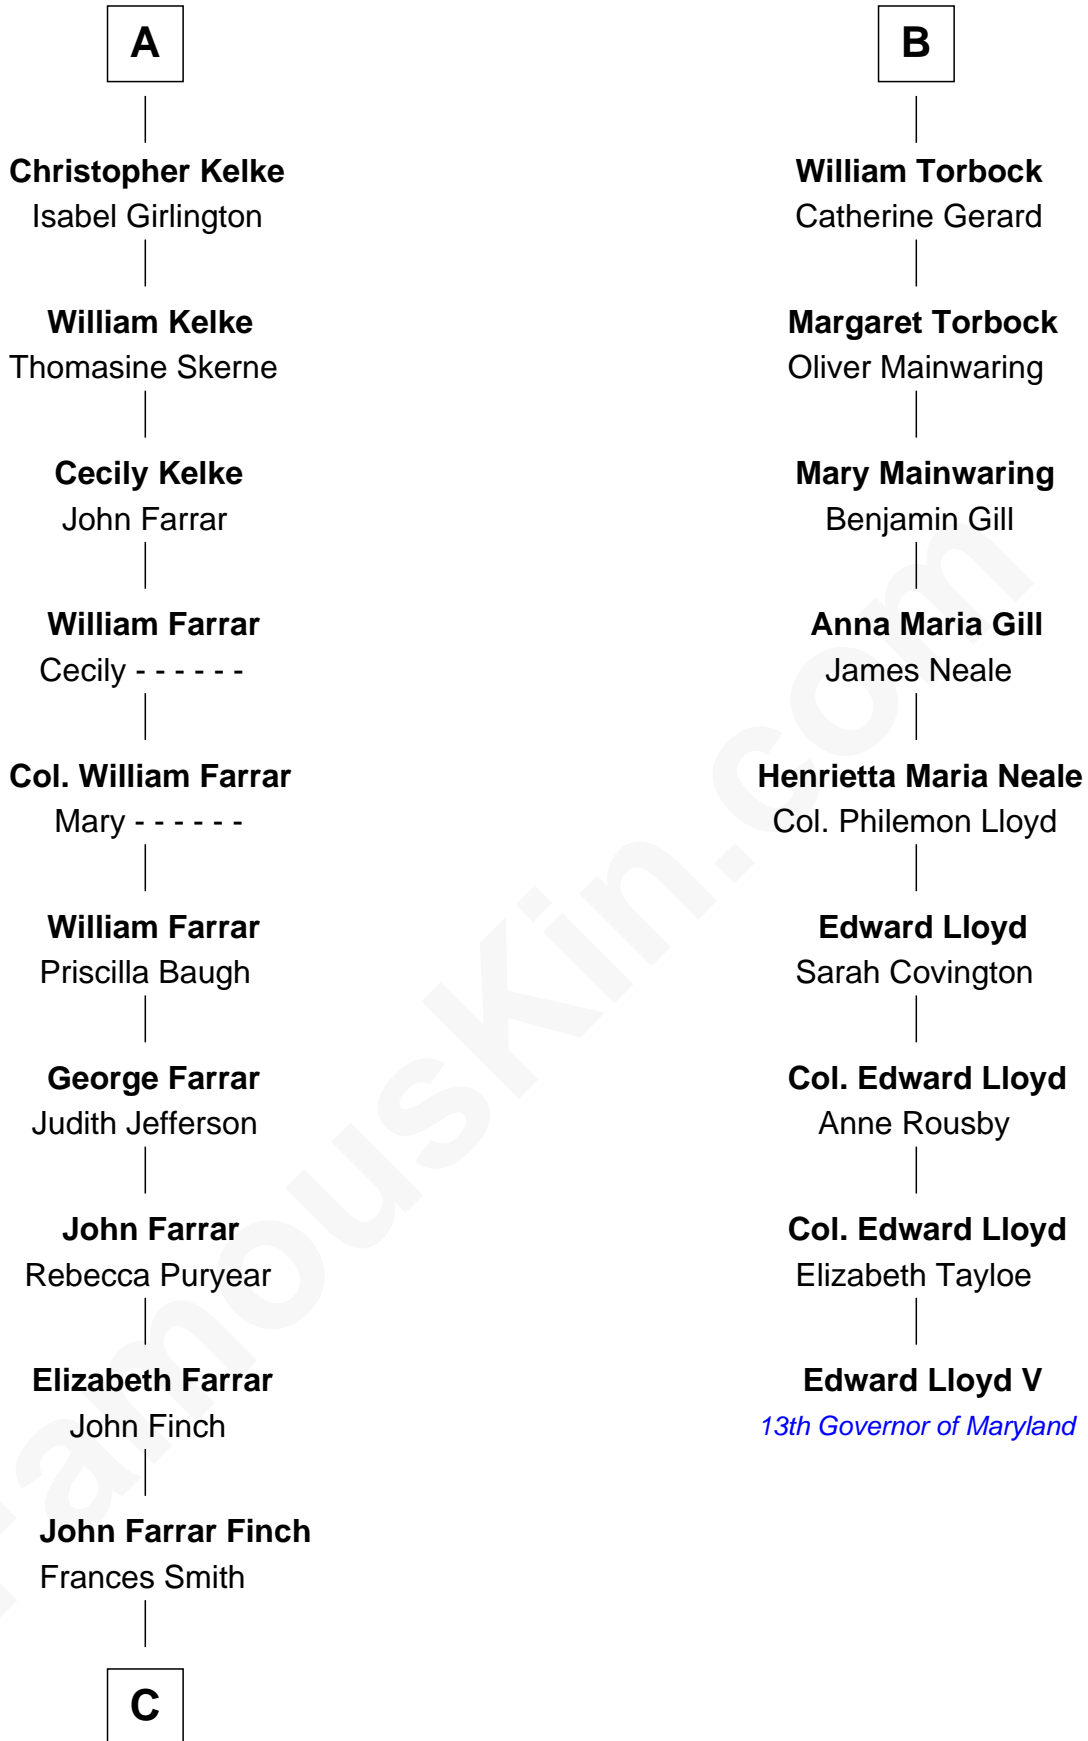 A
Christopher Kelke
Isabel Girlington
William Kelke
Thomasine Skerne
Cecily Kelke
John Farrar
William Farrar
Cecily - - - - - -
Col. William Farrar
Mary - - - - - -
William Farrar
Priscilla Baugh
George Farrar
Judith Jefferson
John Farrar
Rebecca Puryear
Elizabeth Farrar
John Finch
John Farrar Finch
Frances Smith
C
B
William Torbock
Catherine Gerard
Margaret Torbock
Oliver Mainwaring
Mary Mainwaring
Benjamin Gill
Anna Maria Gill
James Neale
Henrietta Maria Neale
Col. Philemon Lloyd
Edward Lloyd
Sarah Covington
Col. Edward Lloyd
Anne Rousby
Col. Edward Lloyd
Elizabeth Tayloe
Edward Lloyd V
13th Governor of Maryland
FamousKin.com